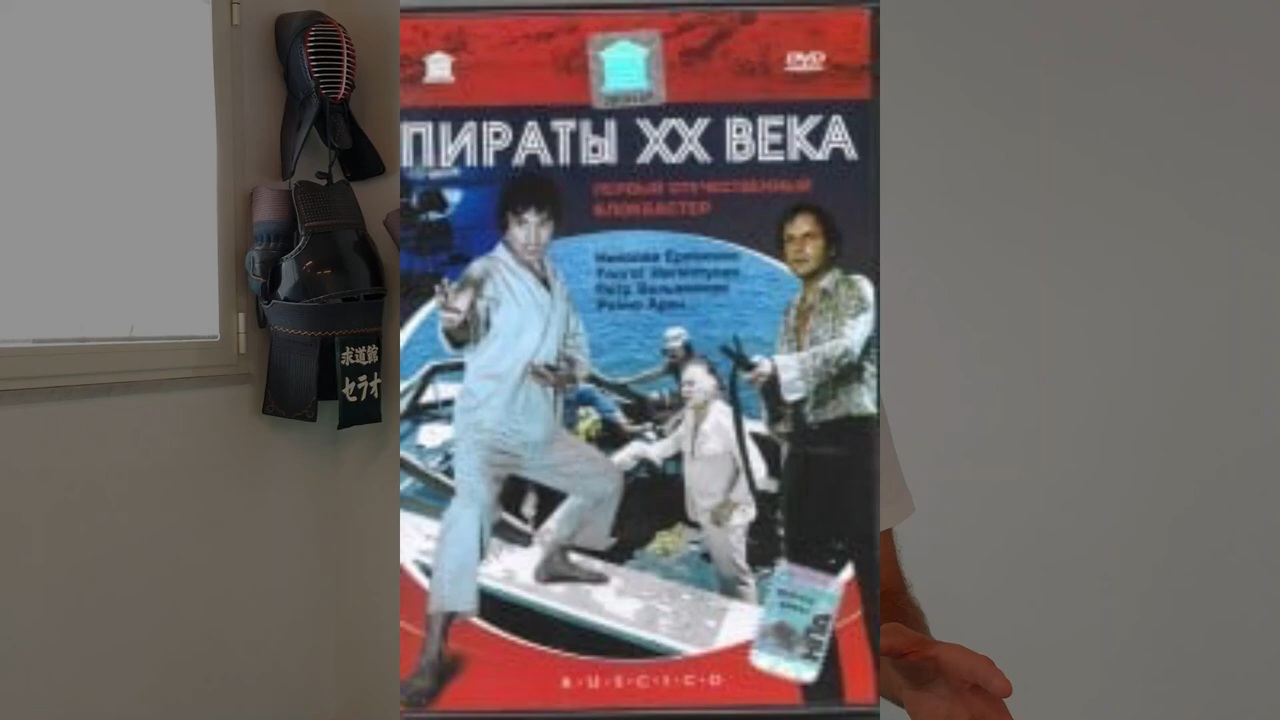 DVD
ПИРАТЫ XX ВЕКА
ПЕРВЫЙ ОТЕЧЕСТВЕННЫЙ
БЛОКБАСТЕР
Николай Еременко
Талгат Нигматулин
Петр Вельяминов
Рейно Арен
求道館
セラオ
R·U·S·C·I·C·O